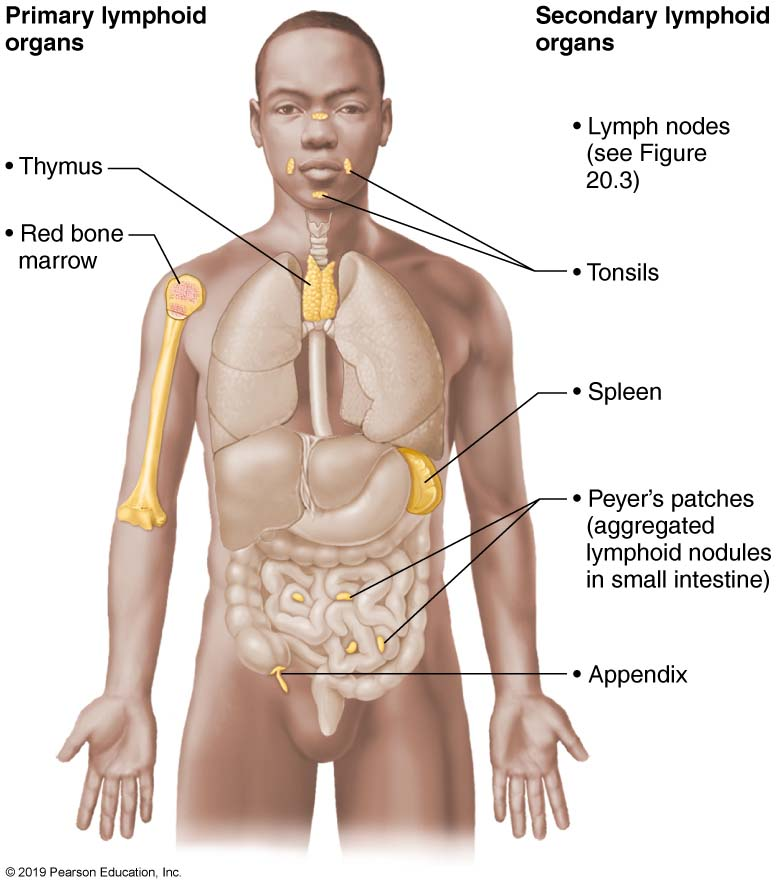 Primary lymphoid
organs
• Thymus
• Red bone
marrow
Secondary lymphoid
organs
• Lymph nodes
(see Figure
20.3)
• Tonsils
• Spleen
• Peyer’s patches
(aggregated
lymphoid nodules
in small intestine)
• Appendix
© 2019 Pearson Education, Inc.